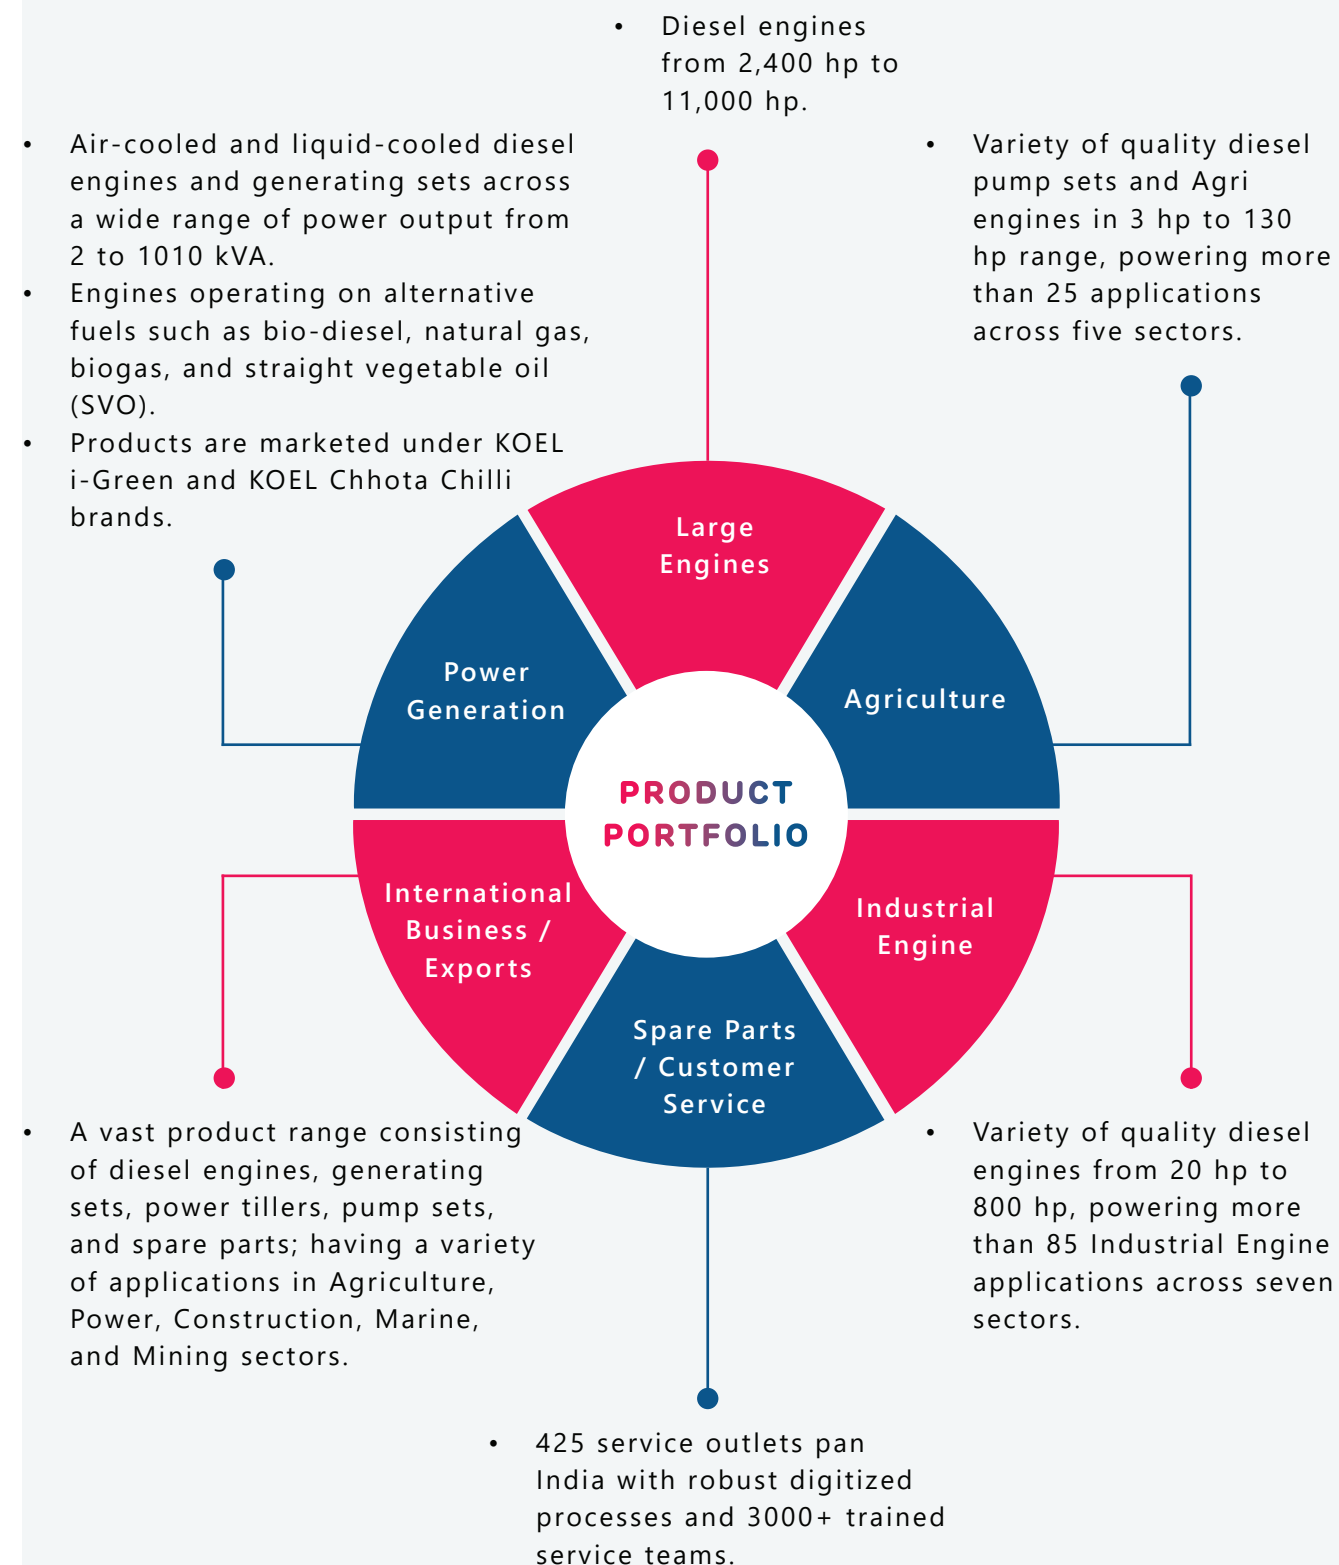 • Diesel engines
from 2,400 hp to
11,000 hp.
• Air-cooled and liquid-cooled diesel
engines and generating sets across
a wide range of power output from
2 to 1010 kVA.
• Engines operating on alternative
fuels such as bio-diesel, natural gas,
biogas, and straight vegetable oil
(SVO).
• Products are marketed under KOEL
i-Green and KOEL Chhota Chilli
brands.
• Variety of quality diesel
pump sets and Agri
engines in 3 hp to 130
hp range, powering more
than 25 applications
across five sectors.
Large
Engines
Power
Generation
Agriculture
PRODUCT
PORTFOLIO
International
Business /
Exports
Industrial
Engine
Spare Parts
/ Customer
Service
• A vast product range consisting
of diesel engines, generating
sets, power tillers, pump sets,
and spare parts; having a variety
of applications in Agriculture,
Power, Construction, Marine,
and Mining sectors.
• Variety of quality diesel
engines from 20 hp to
800 hp, powering more
than 85 Industrial Engine
applications across seven
sectors.
• 425 service outlets pan
India with robust digitized
processes and 3000+ trained
service teams.